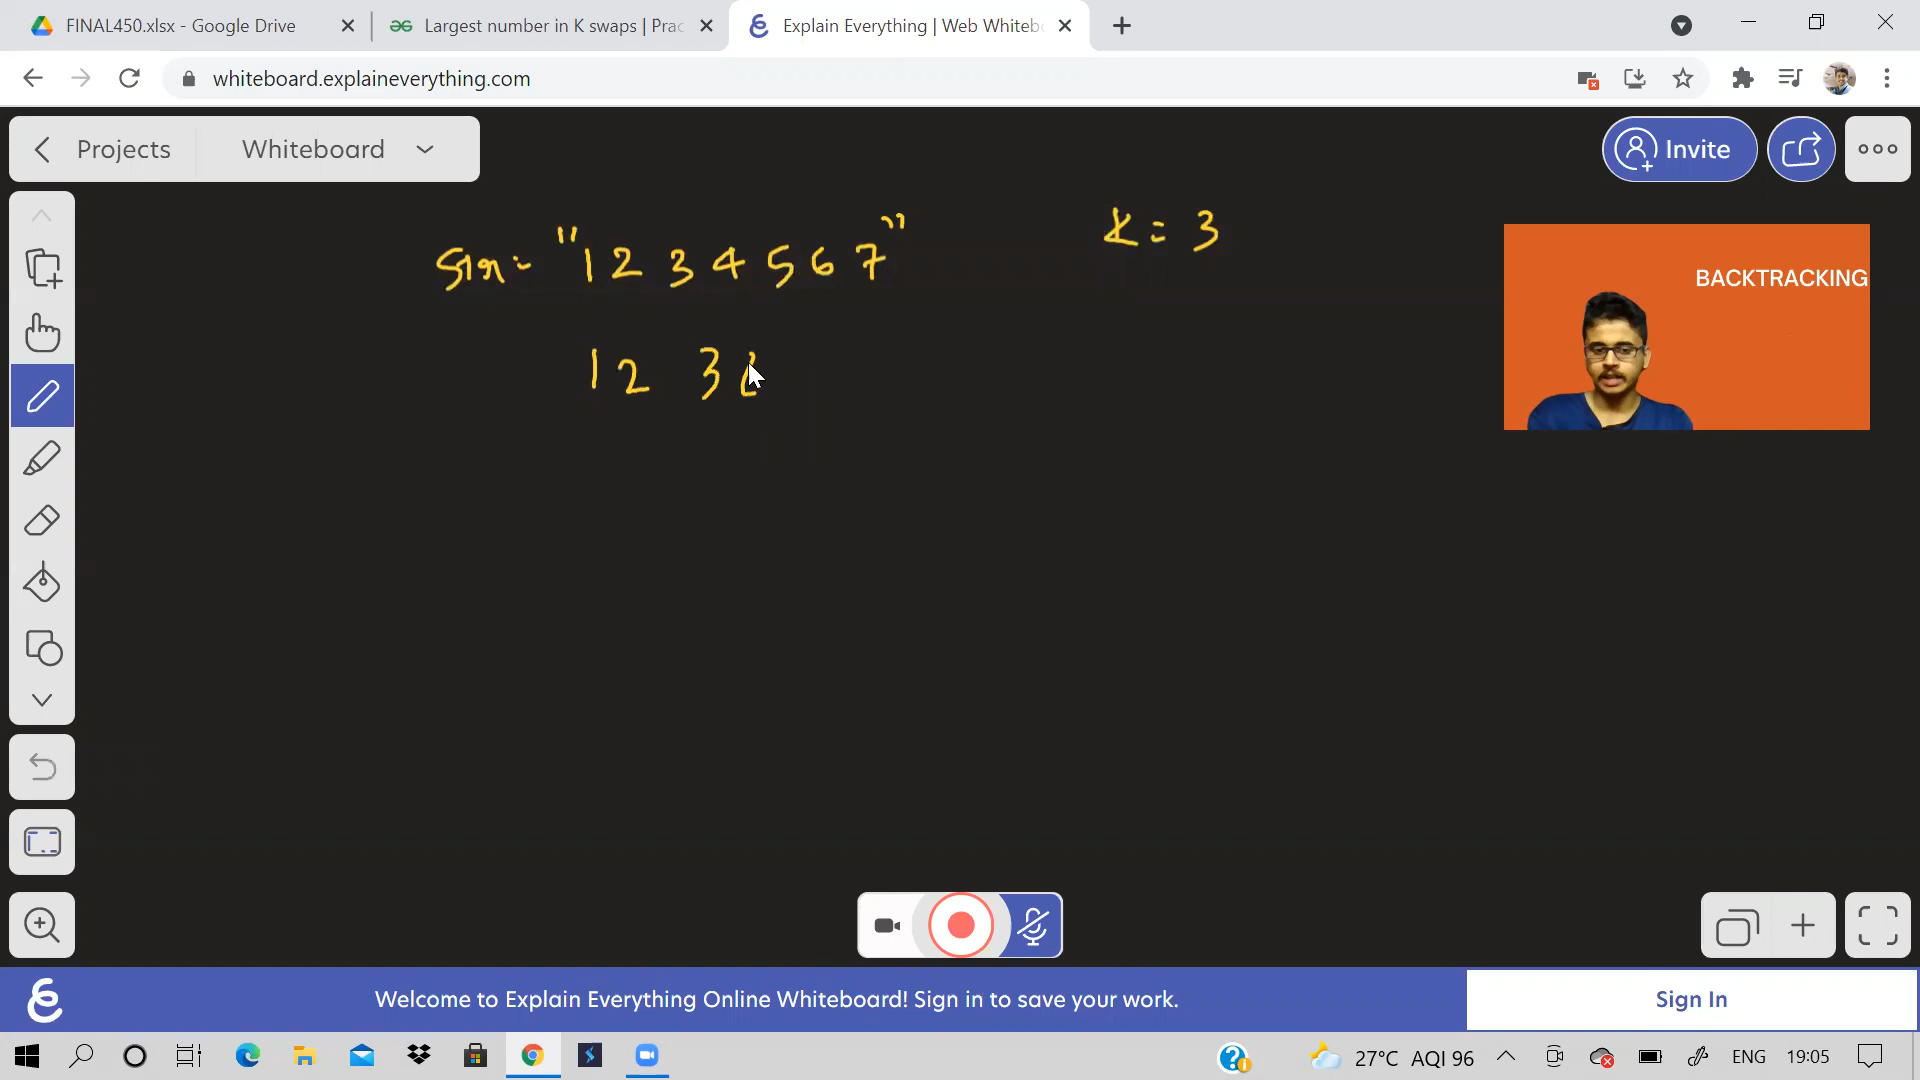 FINAL450.xlsx - Google Drive
Largest number in K swaps | Prac
Explain Everything | Web Whitebo
whiteboard.explaineverything.com
Projects
Whiteboard
Invite
str= "1 2 3 4 5 6 7"
K = 3
BACKTRACKING
1 2 3
Welcome to Explain Everything Online Whiteboard! Sign in to save your work.
Sign In
27°C AQI 96
ENG
19:05